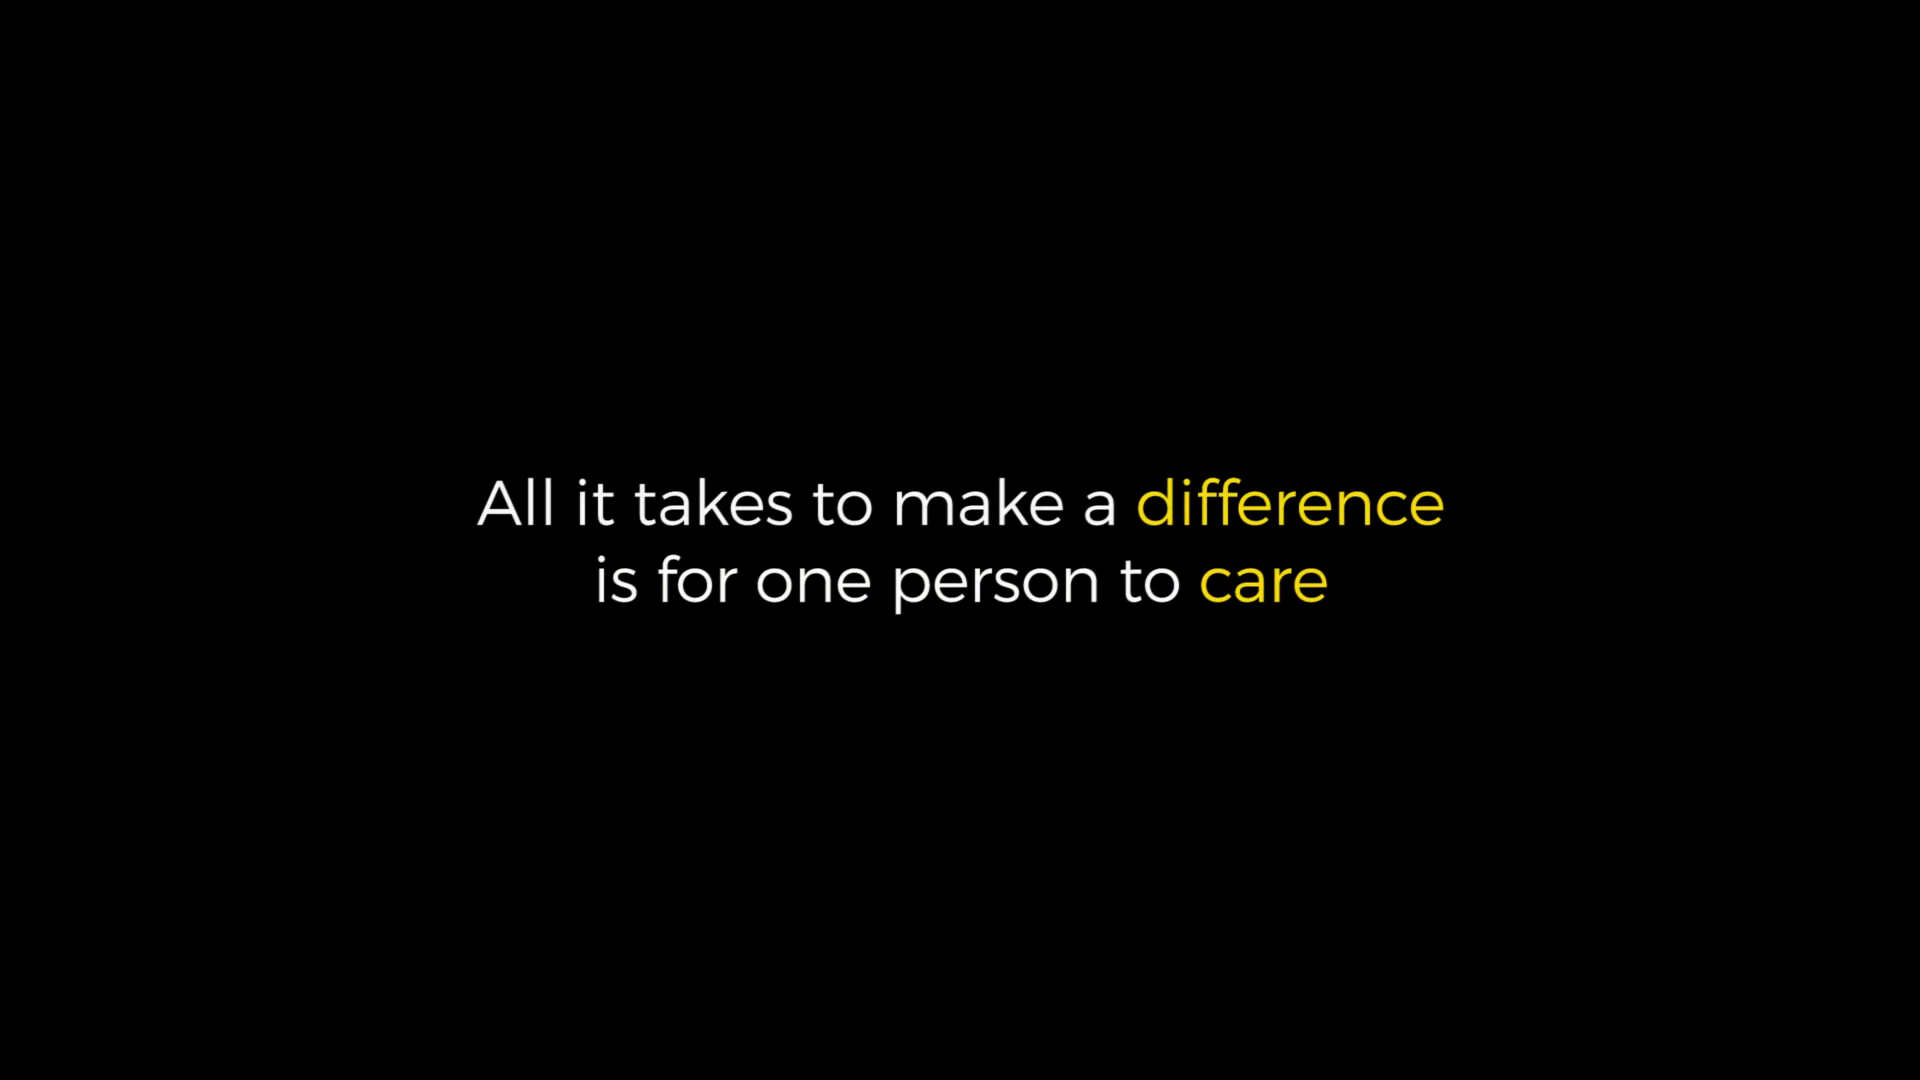 All it takes to make a difference
is for one person to care